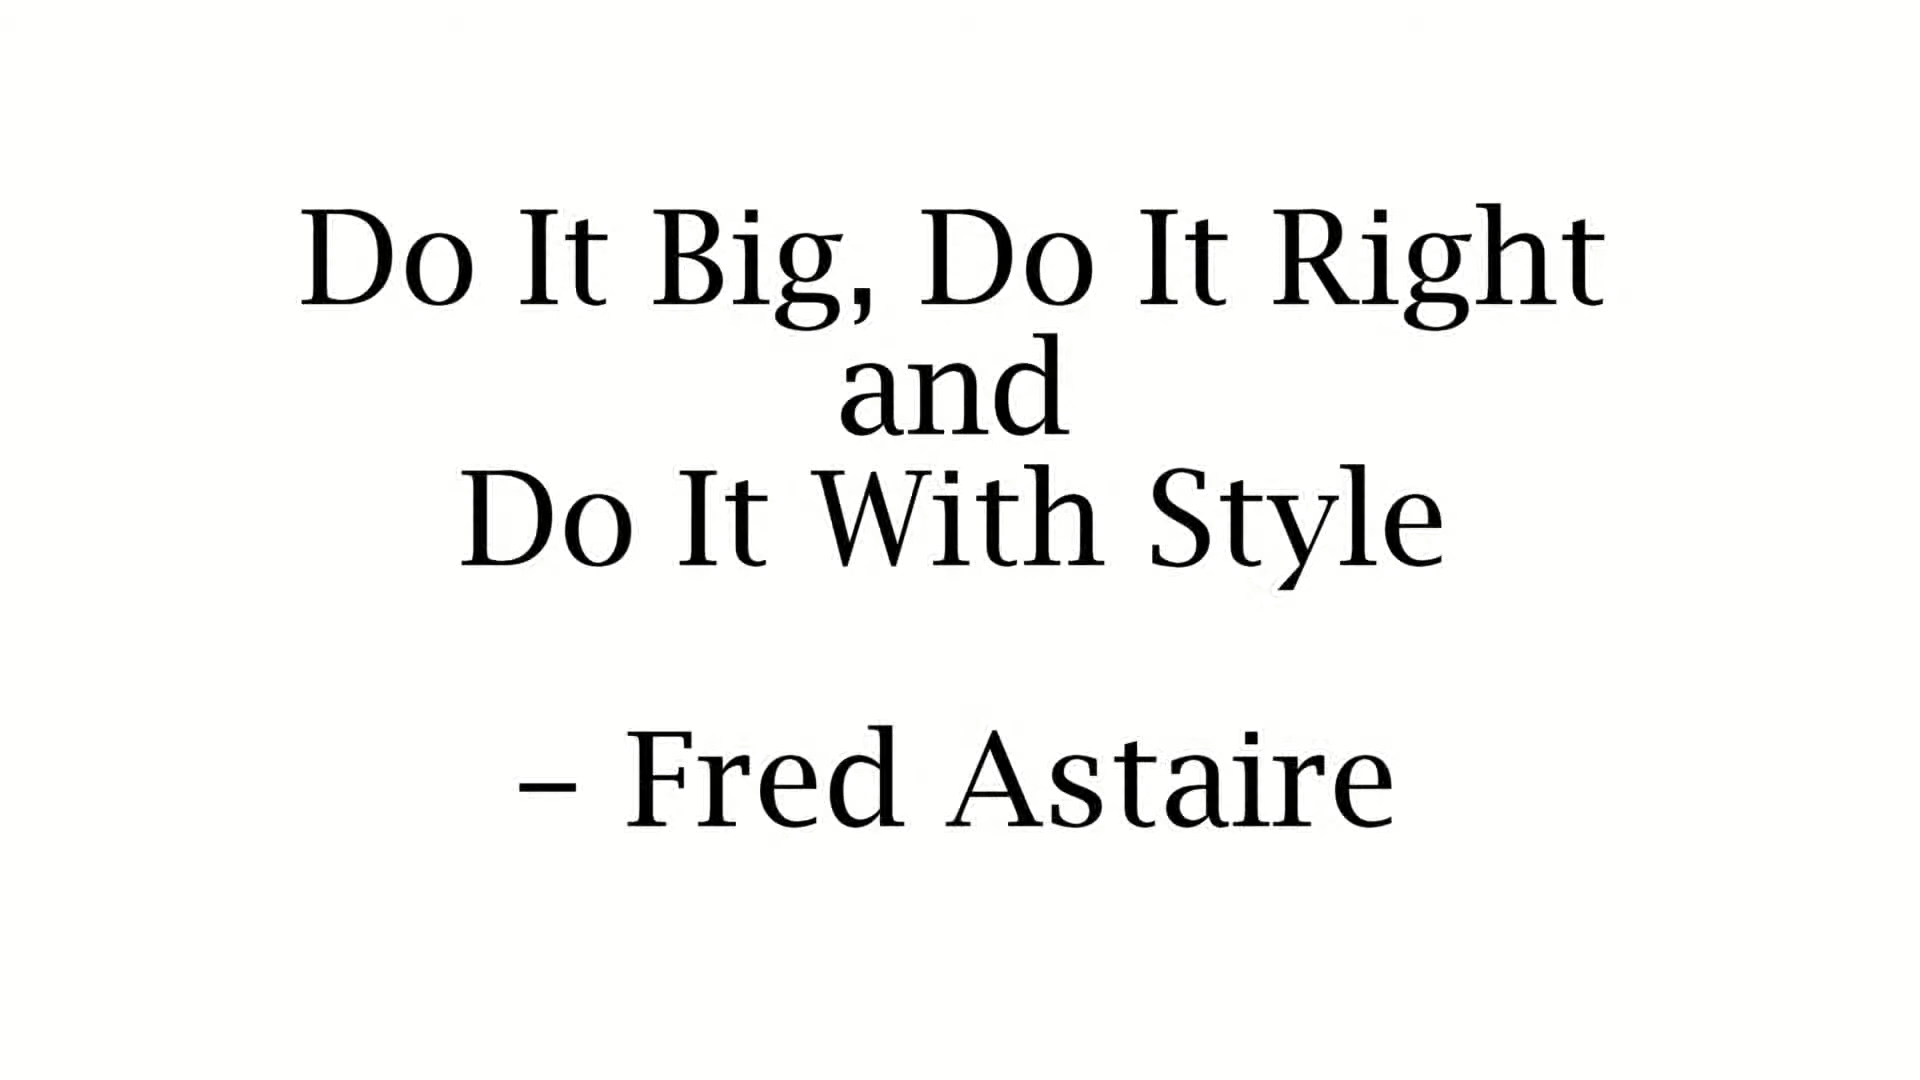 Do It Big, Do It Right
and
Do It With Style
– Fred Astaire